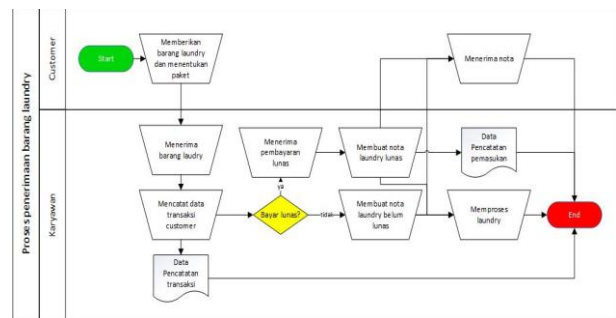 Proses penerimaan barang laundry
Customer
Start
Memberikan
barang laundry
dan menentukan
paket
Menerima nota
Karyawan
Menerima
barang laudry
Menerima
pembayaran
lunas
Membuat nota
laundry lunas
Data
Pencatatan
pemasukan
ya
Mencatat data
transaksi
customer
Bayar lunas?
tidak
Membuat nota
laundry belum
lunas
Memproses
laundry
End
Data
Pencatatan
transaksi